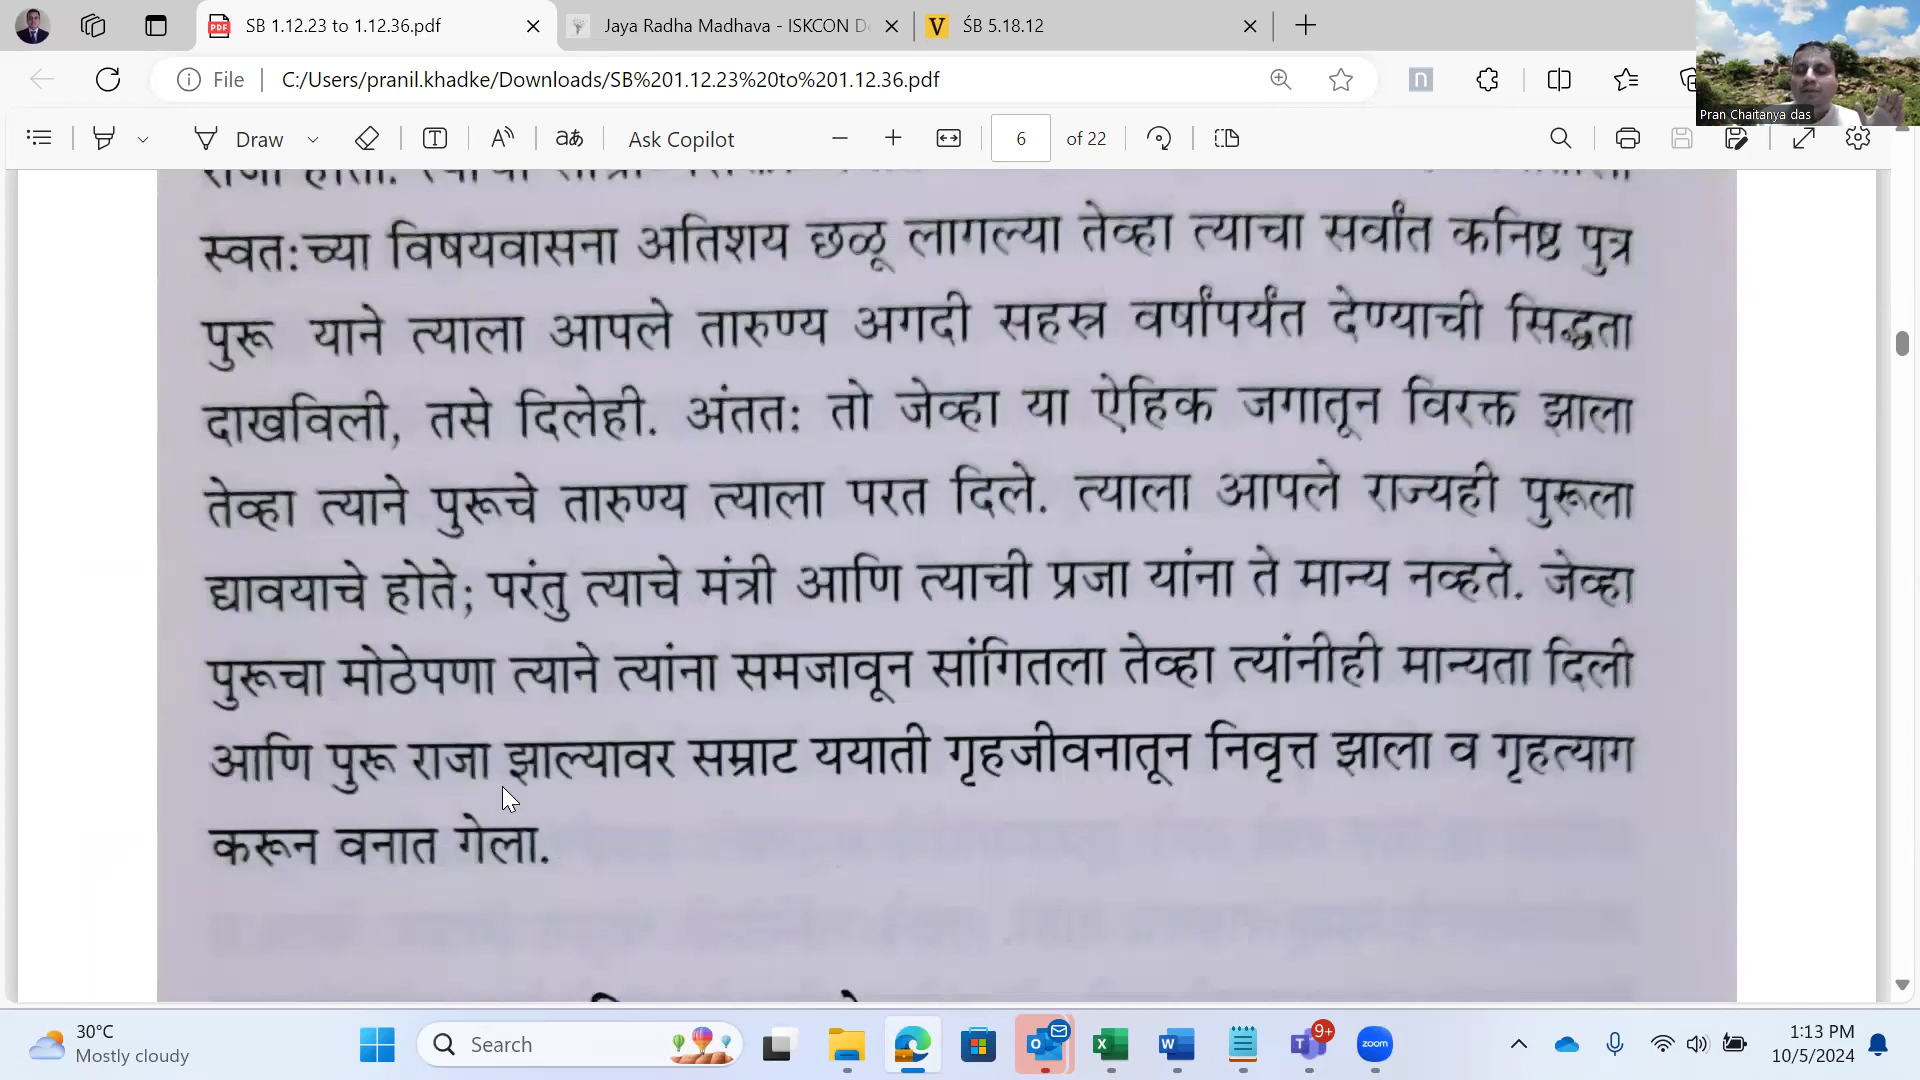 SB 1.12.23 to 1.12.36.pdf
Jaya Radha Madhava - ISKCON D
ŚB 5.18.12
File
C:/Users/pranil.khadke/Downloads/SB%201.12.23%20to%201.12.36.pdf
Pran Chaitanya das
Draw
Ask Copilot
6
of 22
स्वत:च्या विषयवासना अतिशय छळू लागल्या तेव्हा त्याचा सर्वांत कनिष्ठ पुत्र
पुरू याने त्याला आपले तारुण्य अगदी सहस्र वर्षांपर्यंत देण्याची सिद्धता
दाखविली, तसे दिलेही. अंतत: तो जेव्हा या ऐहिक जगातून विरक्त झाला
तेव्हा त्याने पुरूचे तारुण्य त्याला परत दिले. त्याला आपले राज्यही पुरूला
द्यावयाचे होते; परंतु त्याचे मंत्री आणि त्याची प्रजा यांना ते मान्य नव्हते. जेव्हा
पुरूचा मोठेपणा त्याने त्यांना समजावून सांगितला तेव्हा त्यांनीही मान्यता दिली
आणि पुरू राजा झाल्यावर सम्राट ययाती गृहजीवनातून निवृत्त झाला व गृहत्याग
करून वनात गेला.
30°C
Mostly cloudy
Search
9+
zoom
1:13 PM
10/5/2024